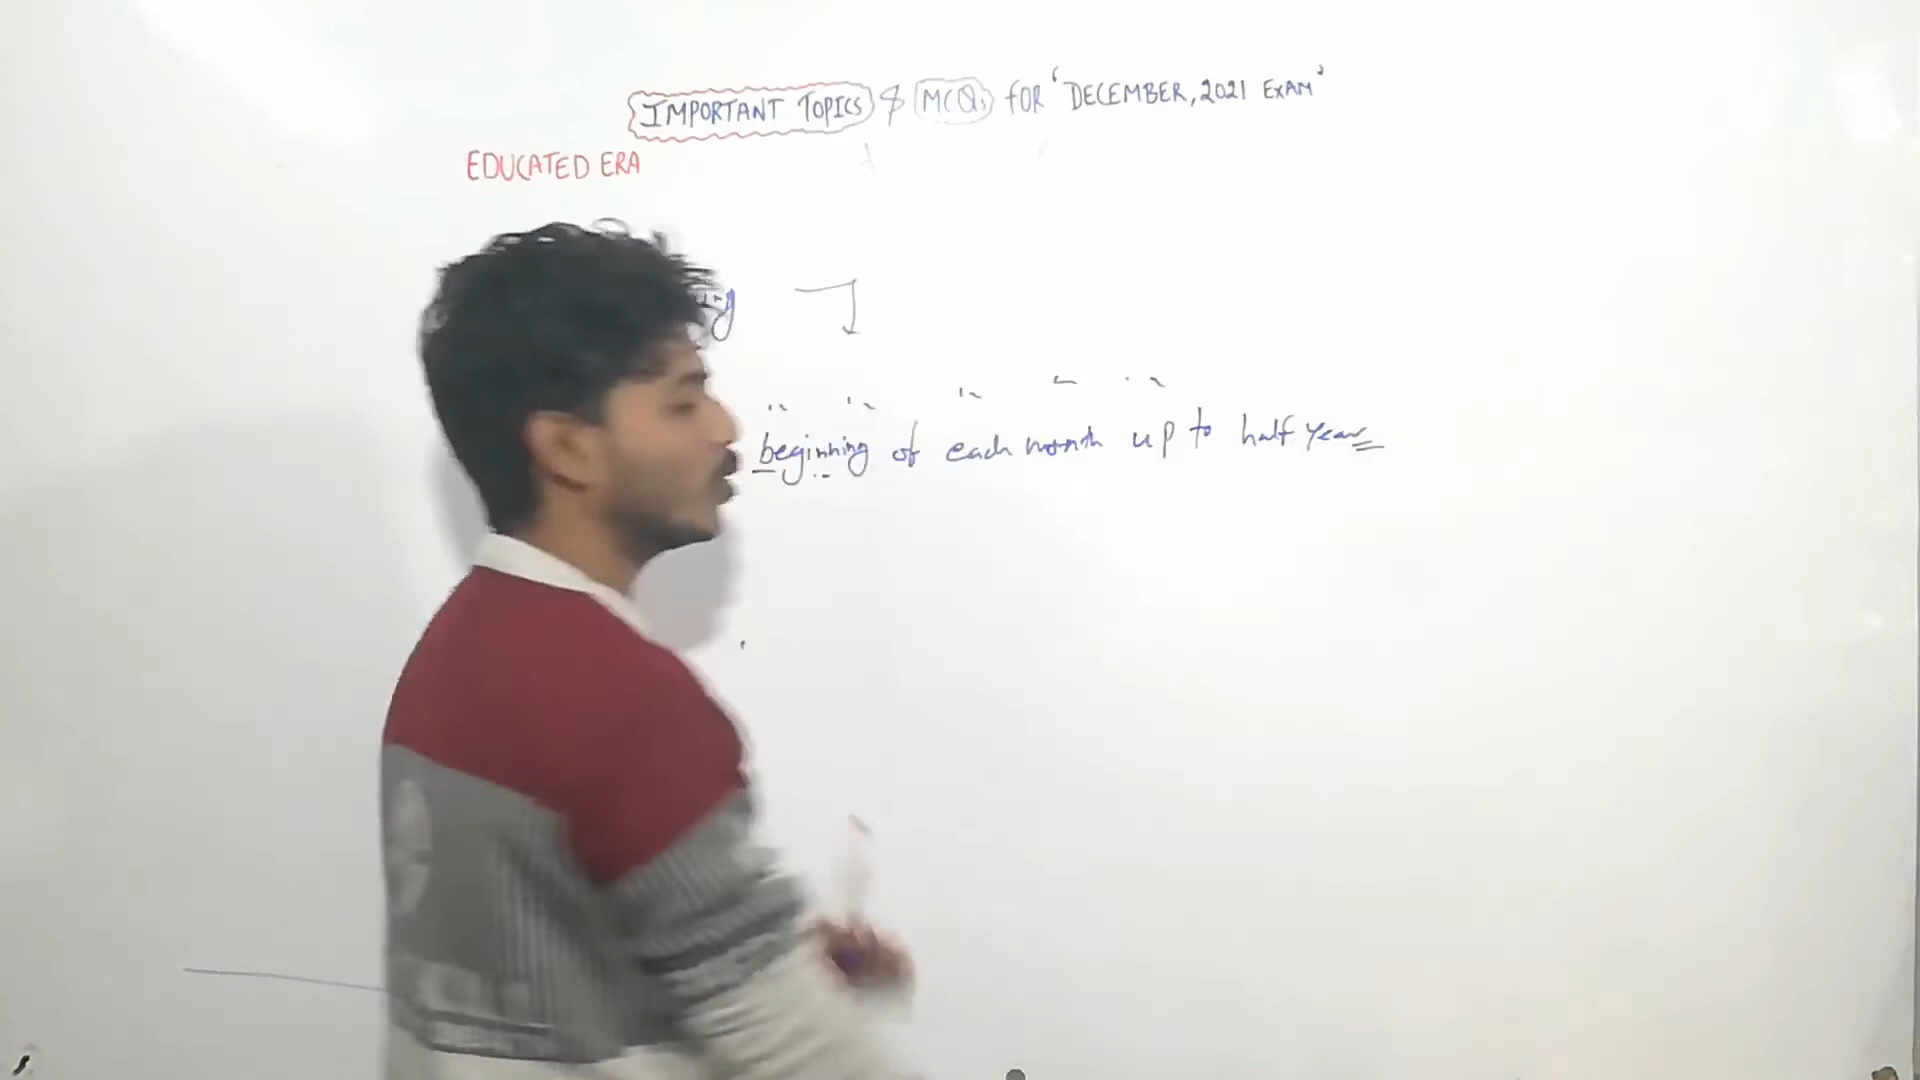 IMPORTANT TOPICS & MCQs FOR 'DECEMBER, 2021 EXAM'
EDUCATED ERA
beginning of each month up to half year